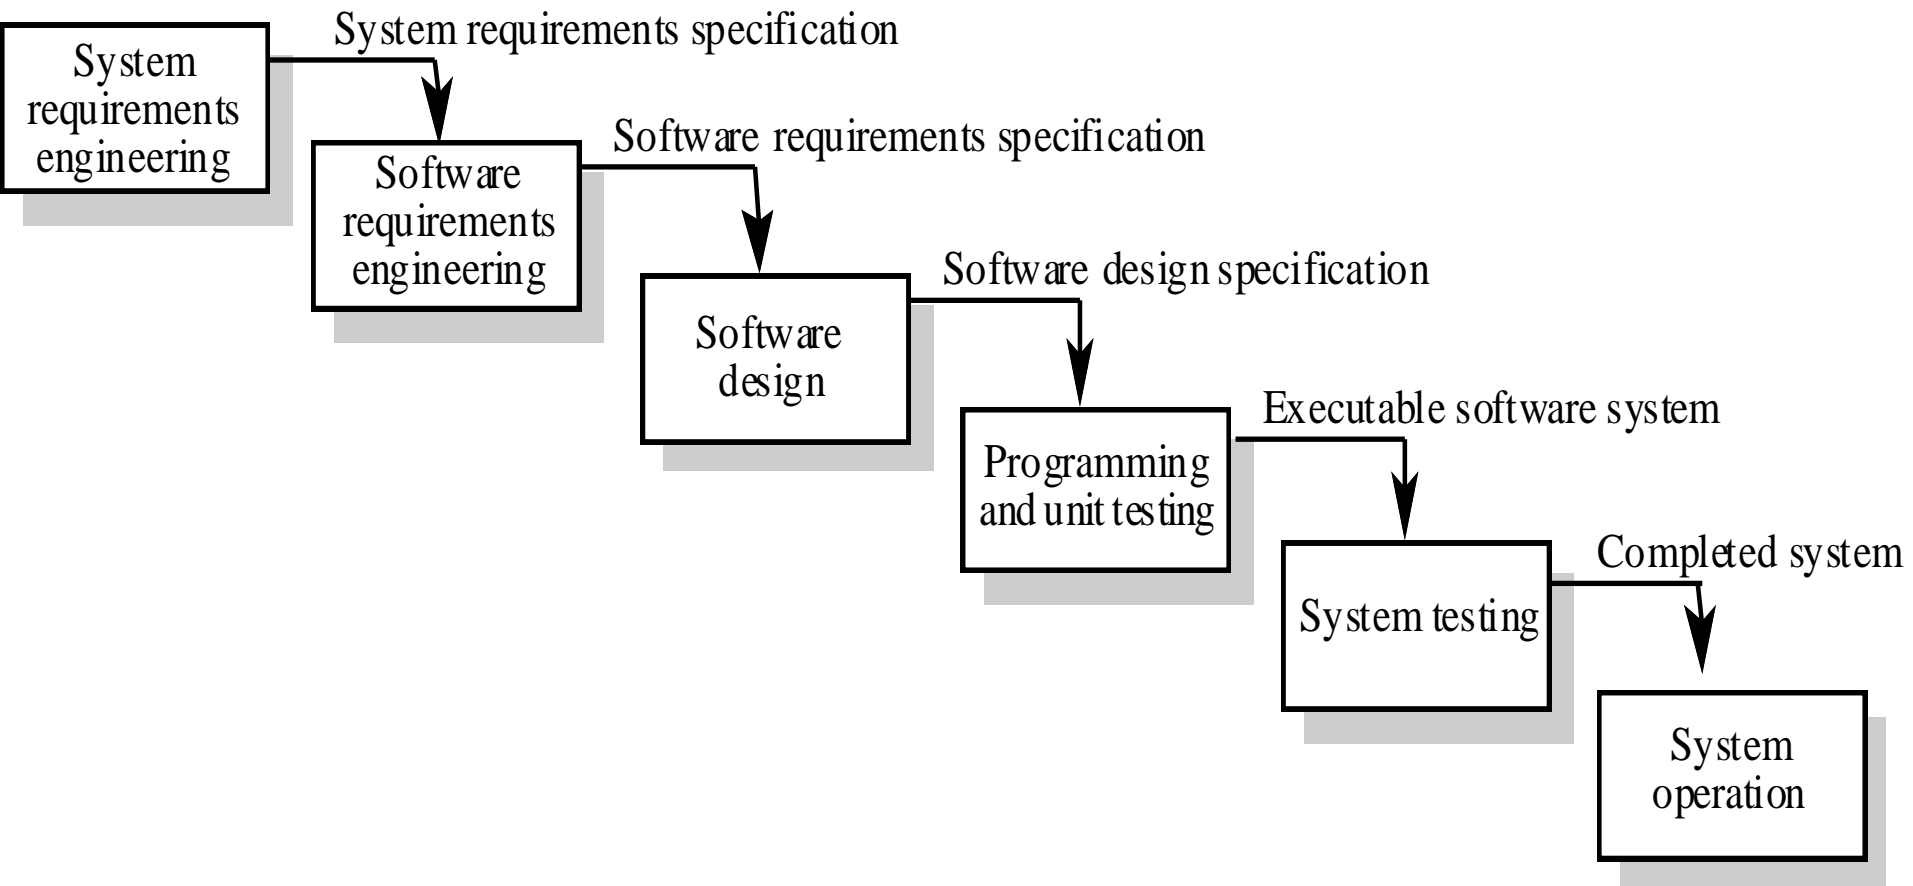 System requirements specification
System
requirements
engineering
Software requirements specification
Software
requirements
engineering
Software design specification
Software
design
Executable software system
Programming
and unit testing
Completed system
System testing
System
operation